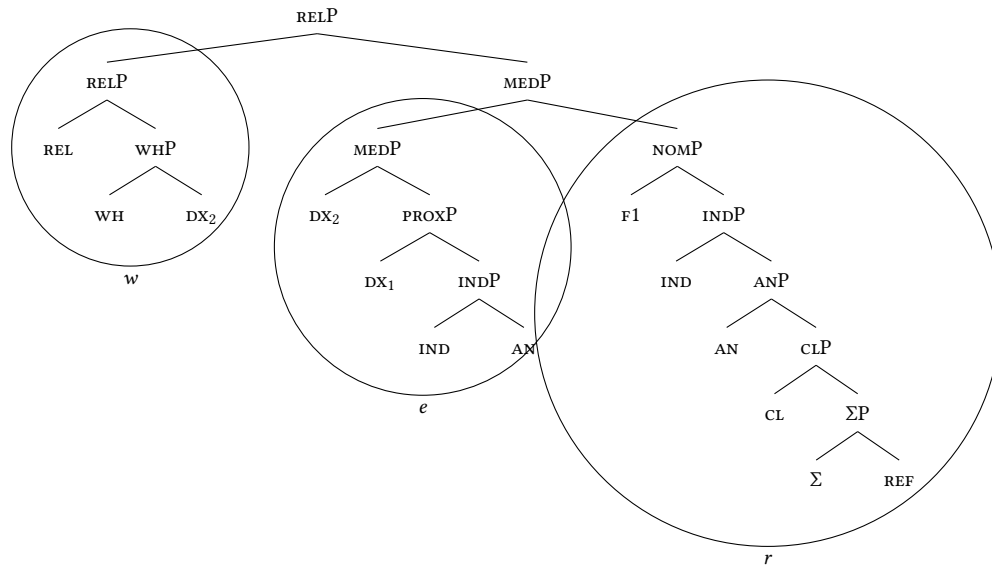 RELP
RELP MEDP
REL WHP MEDP NOMP
WH DX₂ DX₂ PROXP F1 INDP
w DX₁ INDP IND ANP
IND AN AN CLP
e CL ΣP
Σ REF
r